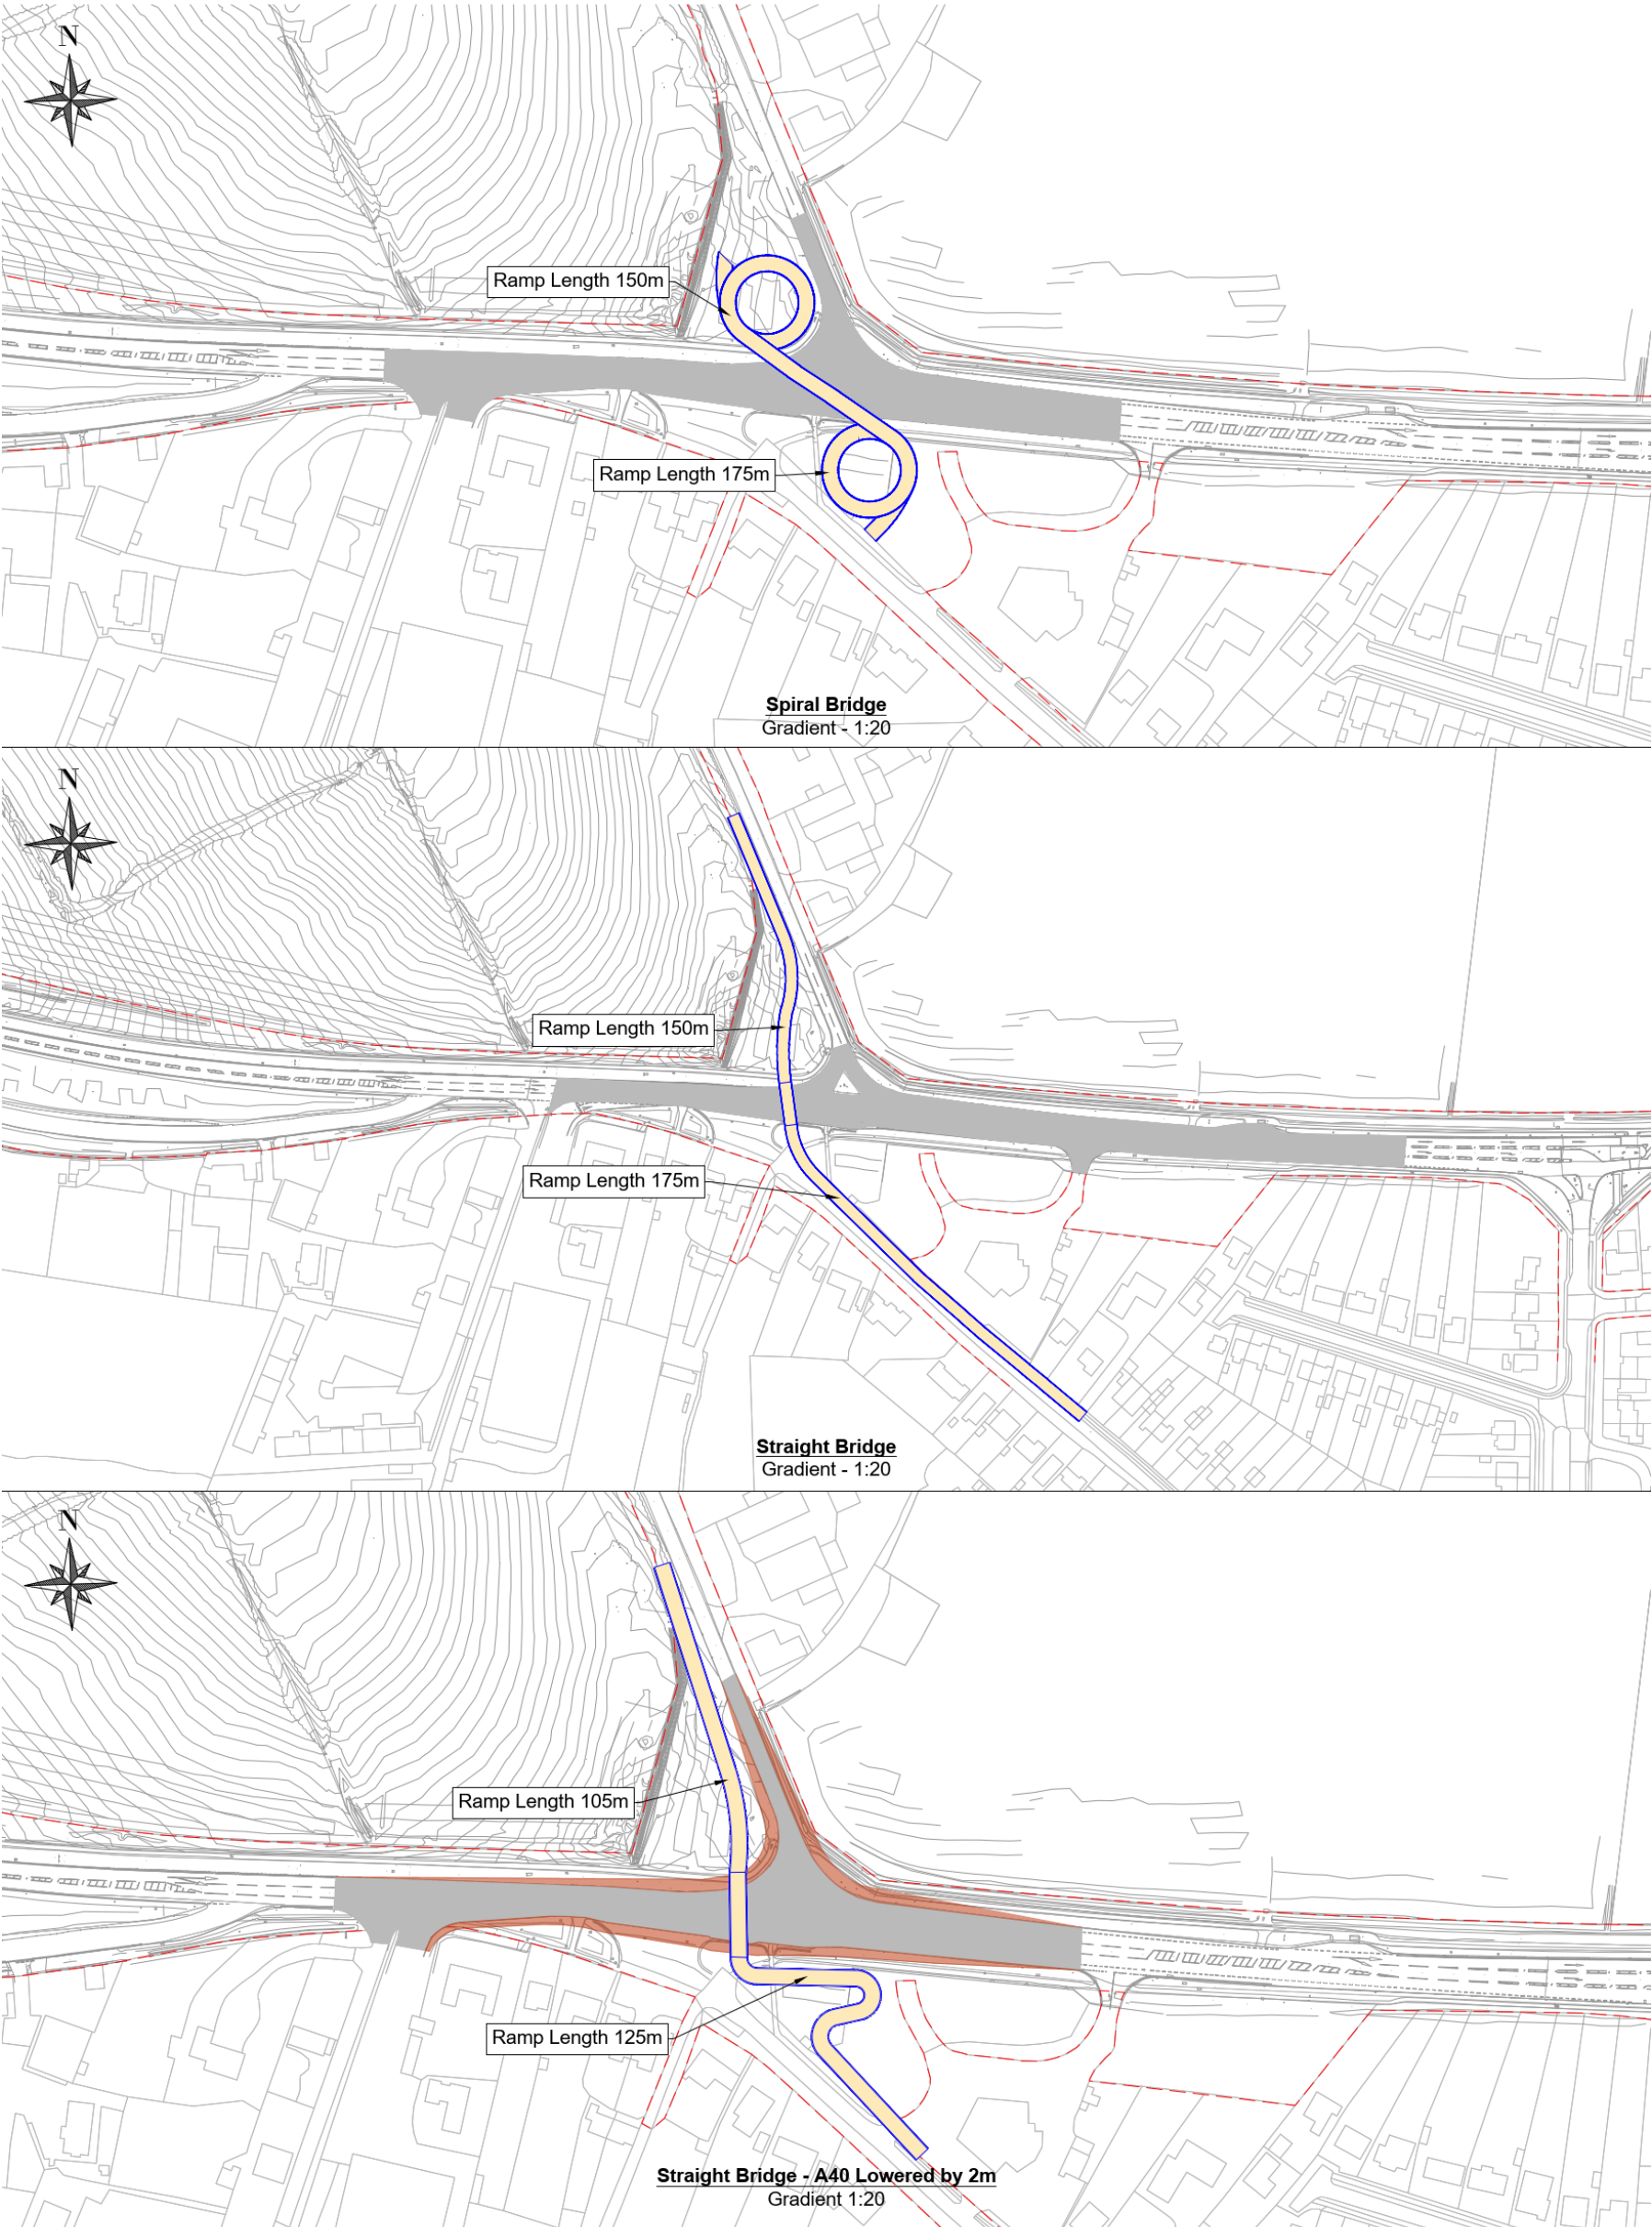 N
Ramp Length 150m
Ramp Length 175m
Spiral Bridge
Gradient - 1:20
N
Ramp Length 150m
Ramp Length 175m
Straight Bridge
Gradient - 1:20
N
Ramp Length 105m
Ramp Length 125m
Straight Bridge - A40 Lowered by 2m
Gradient 1:20